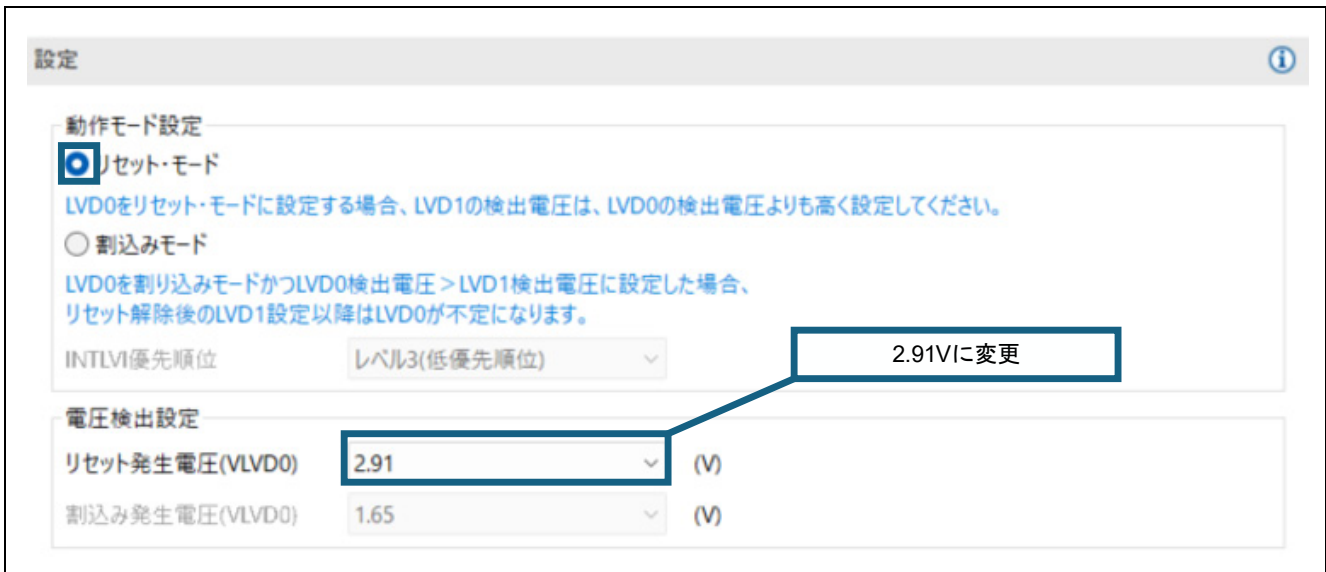 設定
動作モード設定
リセット・モード
LVD0をリセット・モードに設定する場合、LVD1の検出電圧は、LVD0の検出電圧よりも高く設定してください。
割込みモード
LVD0を割り込みモードかつLVD0検出電圧＞LVD1検出電圧に設定した場合、
リセット解除後のLVD1設定以降はLVD0が不定になります。
INTLVI優先順位 レベル3(低優先順位)
2.91Vに変更
電圧検出設定
リセット発生電圧(VLVD0) 2.91 (V)
割込み発生電圧(VLVD0) 1.65 (V)